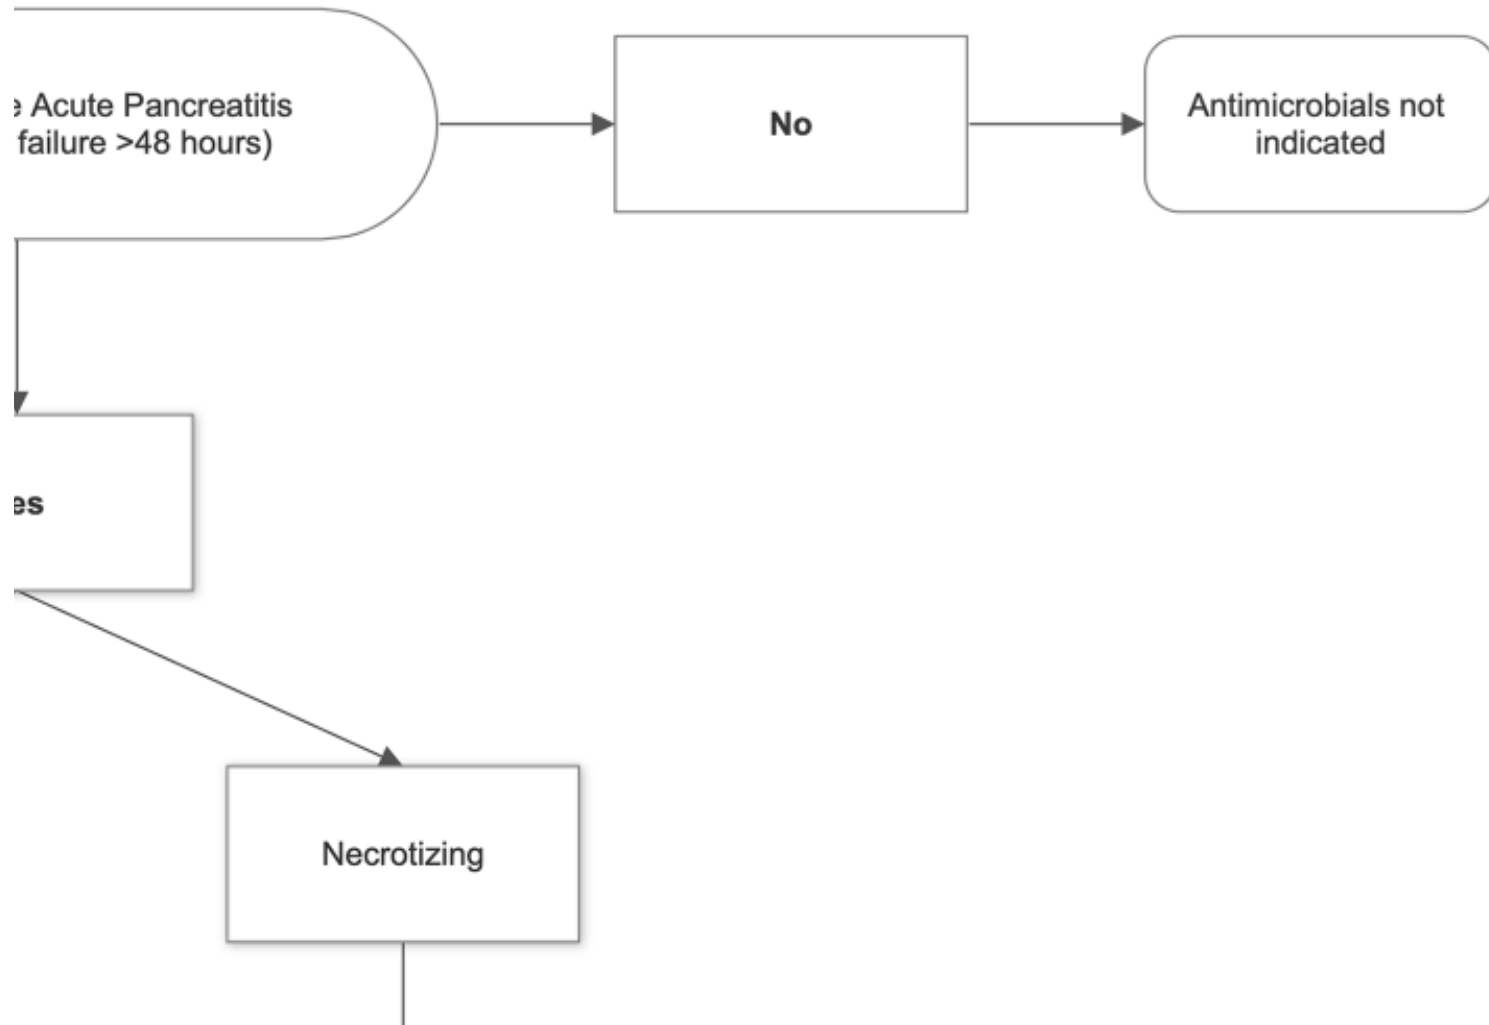 Acute Pancreatitis
failure >48 hours)
No
Antimicrobials not
indicated
Necrotizing